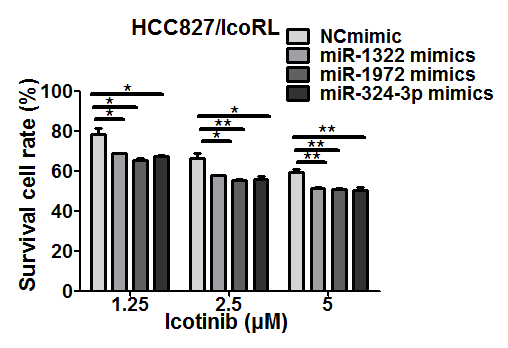 HCC827/IcoRL
NCmimic
miR-1322 mimics
miR-1972 mimics
miR-324-3p mimics
Survival cell rate (%)
100
80
60
40
20
0
*
*
*
*
**
*
**
**
**
1.25
2.5
5
Icotinib (µM)